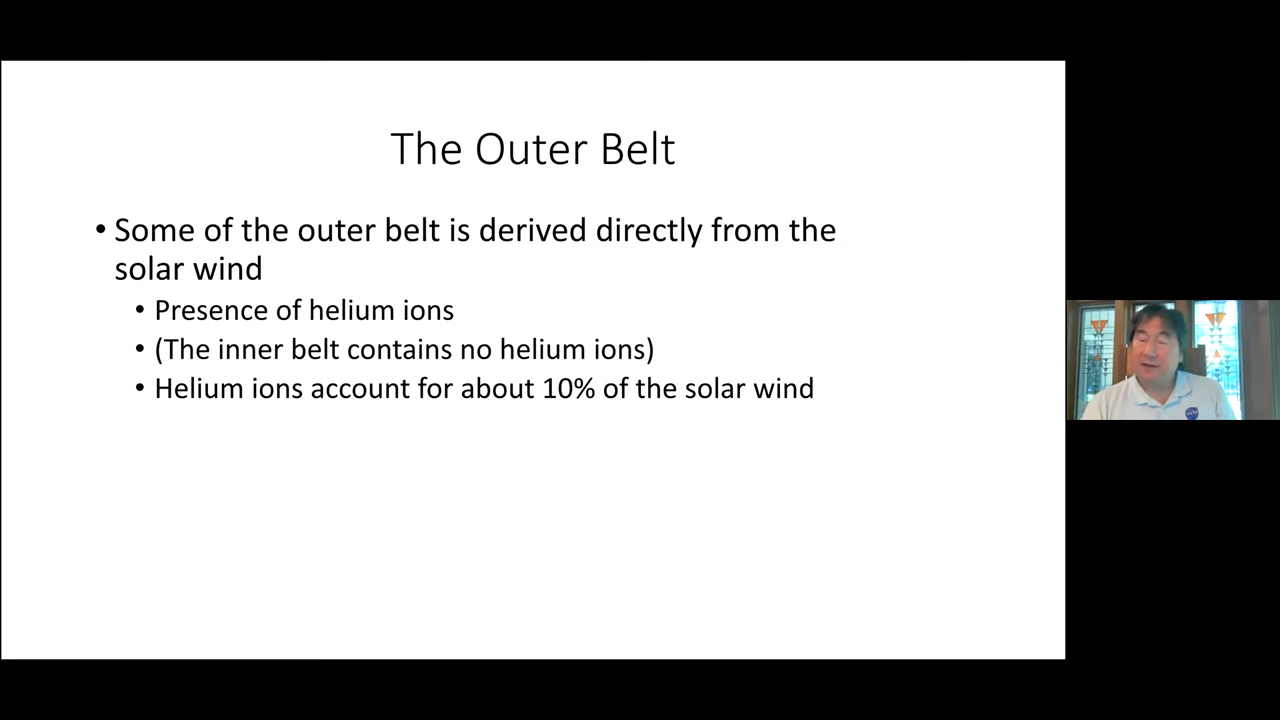 The Outer Belt
• Some of the outer belt is derived directly from the
solar wind
• Presence of helium ions
• (The inner belt contains no helium ions)
• Helium ions account for about 10% of the solar wind